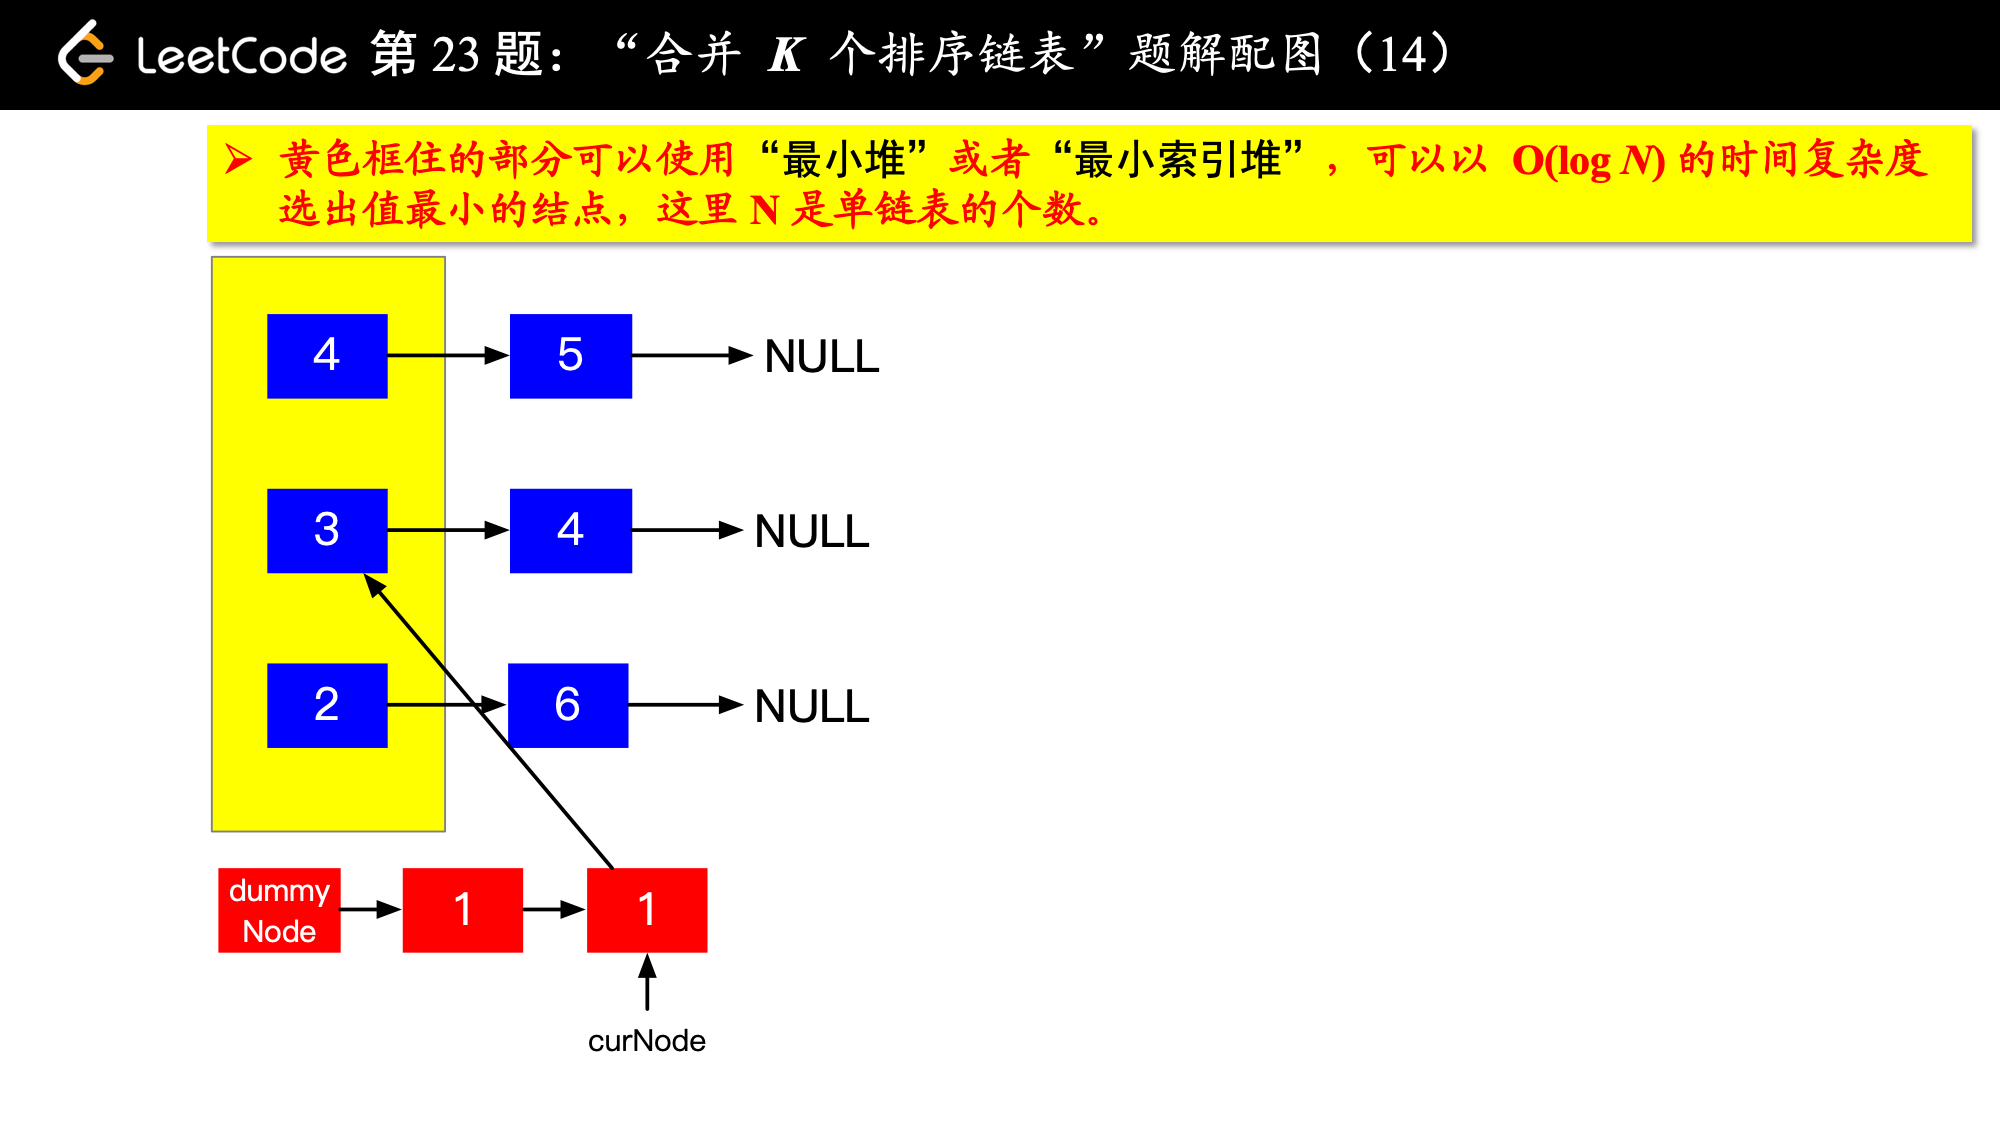 LeetCode 第 23 题：“合并 K 个排序链表”题解配图（14）
➢ 黄色框住的部分可以使用“最小堆”或者“最小索引堆”，可以以 O(log N) 的时间复杂度
选出值最小的结点，这里 N 是单链表的个数。
4 5 NULL
3 4 NULL
2 6 NULL
dummy
Node
1 1
curNode